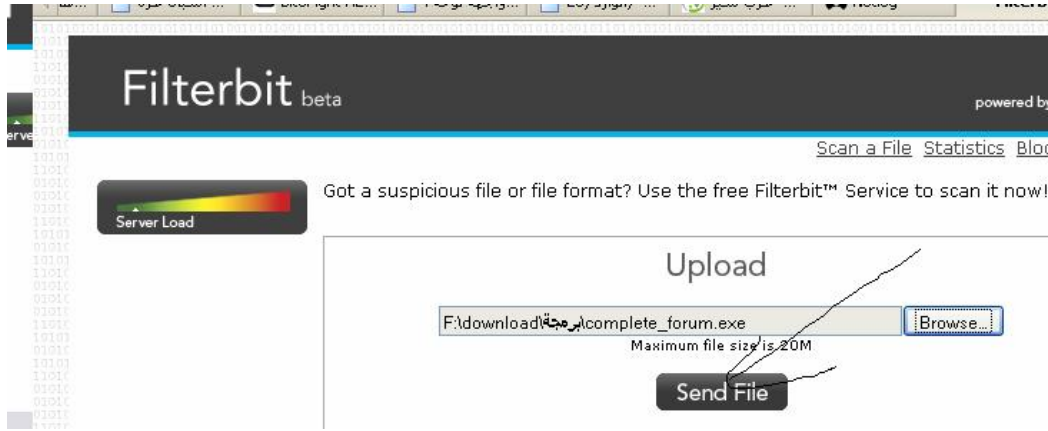 Filterbit beta
powered by
Scan a File Statistics Bloc
Server Load
Got a suspicious file or file format? Use the free Filterbit™ Service to scan it now!
Upload
F:\download\برمجة\complete_forum.exe Browse...
Maximum file size is 20M
Send File